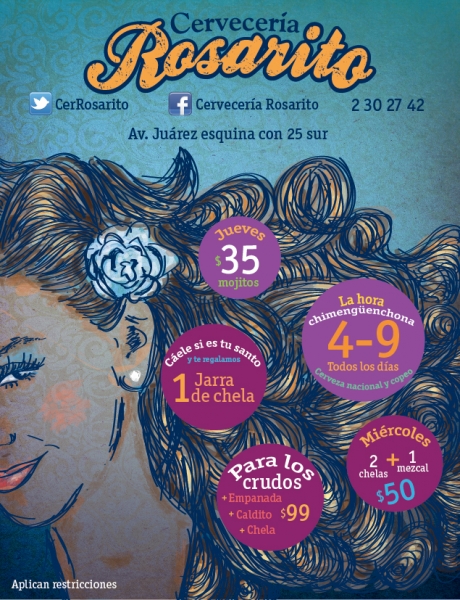 Cervecería
Rosarito
CerRosarito
Cervecería Rosarito
2 30 27 42
Av. Juárez esquina con 25 sur
Jueves
$35
mojitos
La hora
chimengüenchona
4-9
Todos los días
Cerveza nacional y copeo
Cáele si es tu santo
y te regalamos
1 Jarra
de chela
Miércoles
2 chelas + 1 mezcal
$50
Para los
crudos
+Empanada
+ Caldito $99
+ Chela
Aplican restricciones